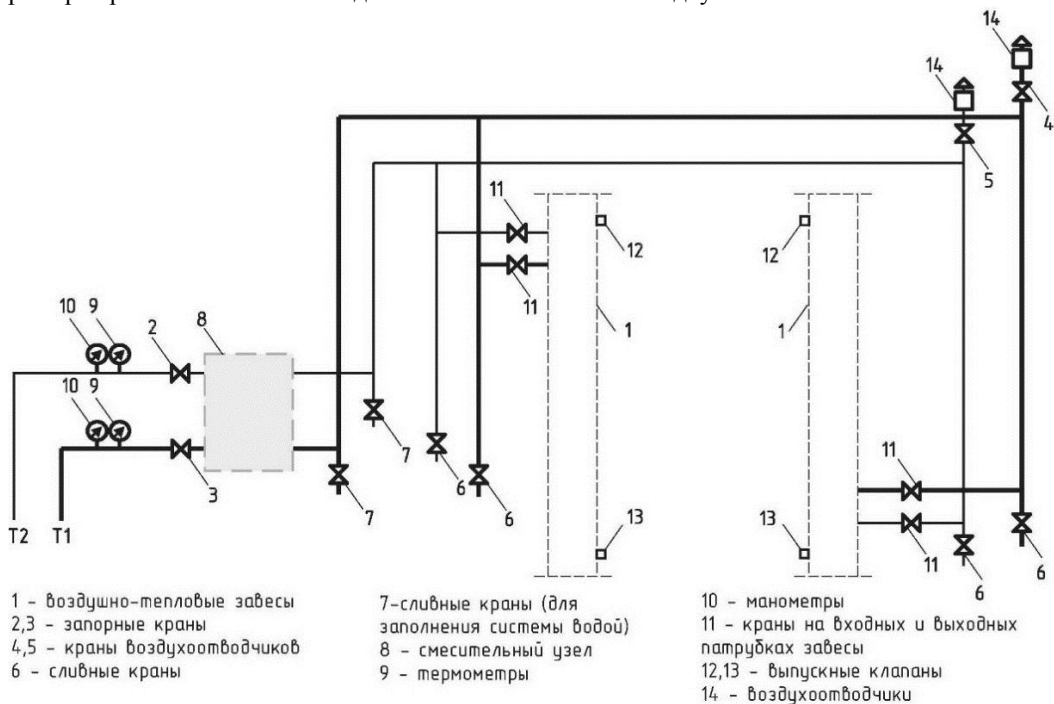 14
14
4
5
11
12
12
11
1
1
10
9
2
8
10
9
3
7
7
6
6
11
13
13
11
6
6
T2
T1
1 - воздушно-тепловые завесы
2,3 - запорные краны
4,5 - краны воздухоотводчиков
6 - сливные краны
7-сливные краны (для
заполнения системы водой)
8 - смесительный узел
9 - термометры
10 - манометры
11 - краны на входных и выходных
патрубках завесы
12,13 - выпускные клапаны
14 - воздухоотводчики